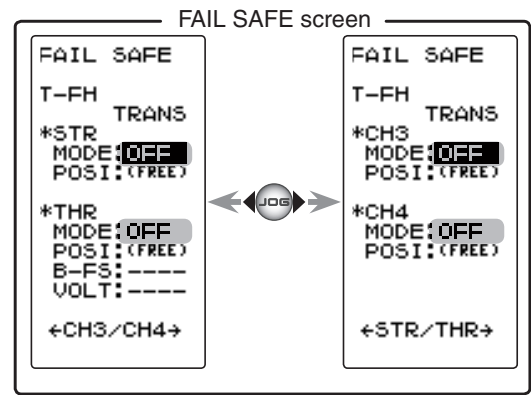 FAIL SAFE screen
FAIL SAFE
T-FH
TRANS
*STR
MODE:OFF
POSI:(FREE)
*THR
MODE:OFF
POSI:(FREE)
B-FS:----
VOLT:----
←CH3/CH4→
JOG
FAIL SAFE
T-FH
TRANS
*CH3
MODE:OFF
POSI:(FREE)
*CH4
MODE:OFF
POSI:(FREE)
←STR/THR→